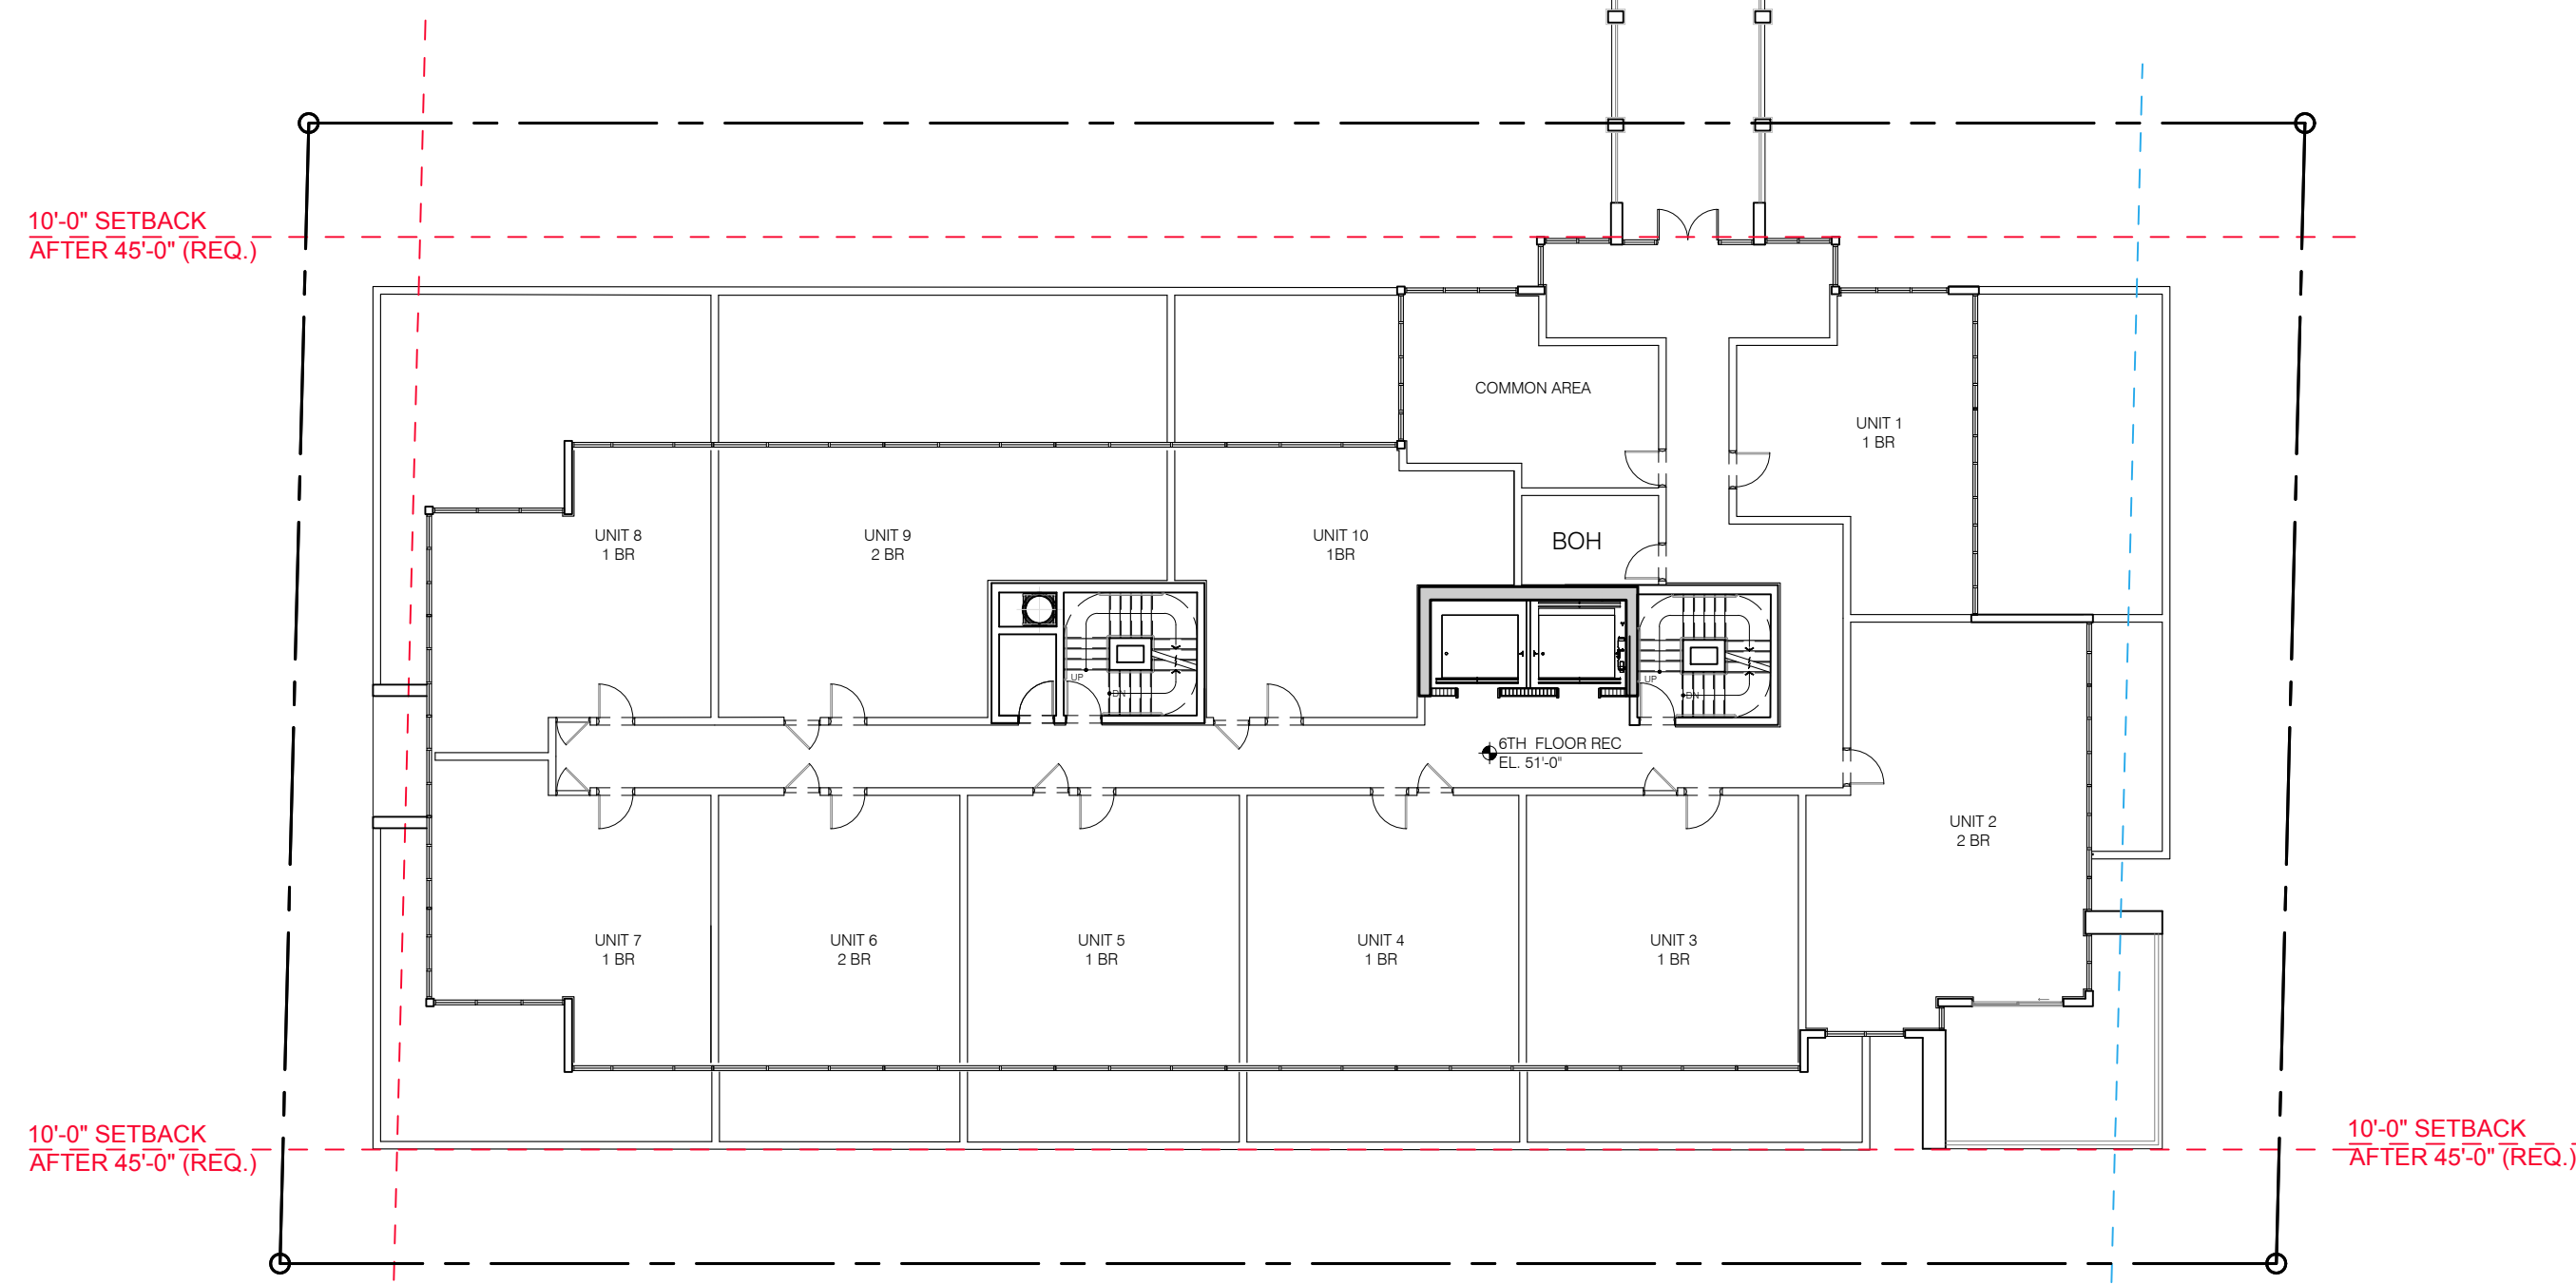 10'-0" SETBACK
AFTER 45'-0" (REQ.)
COMMON AREA
UNIT 1
1 BR
UNIT 8
1 BR
UNIT 9
2 BR
UNIT 10
1BR
BOH
UP
DN
UP
DN
6TH FLOOR REC
EL. 51'-0"
UNIT 2
2 BR
UNIT 7
1 BR
UNIT 6
2 BR
UNIT 5
1 BR
UNIT 4
1 BR
UNIT 3
1 BR
10'-0" SETBACK
AFTER 45'-0" (REQ.)
10'-0" SETBACK
AFTER 45'-0" (REQ.)